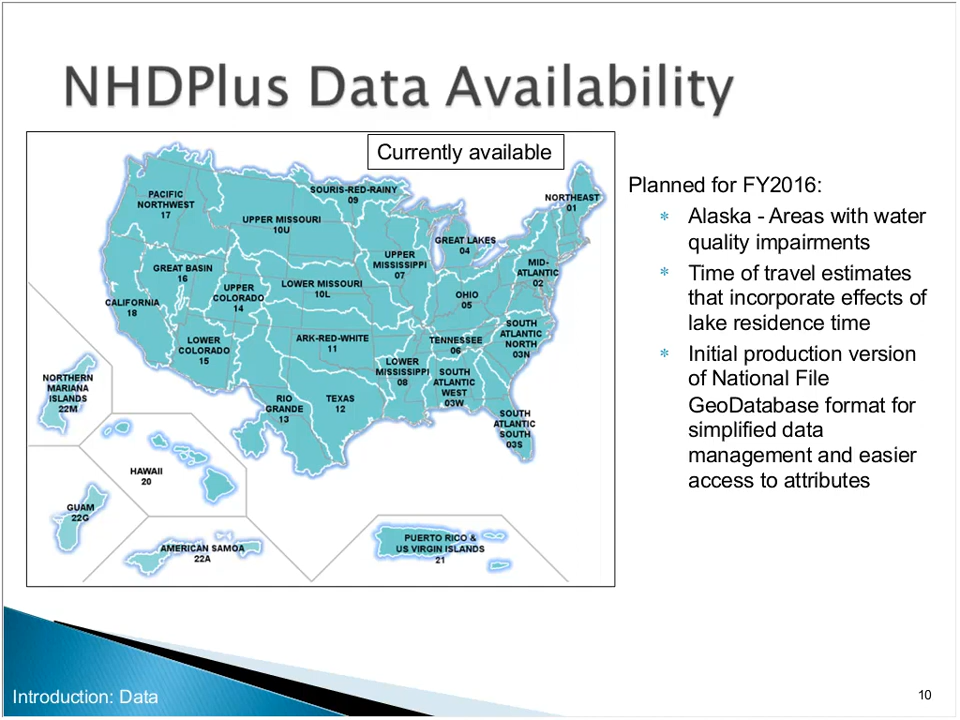 NHDPlus Data Availability
Currently available
PACIFIC
NORTHWEST
17
SOURIS-RED-RAINY
09
UPPER MISSOURI
10U
NORTHEAST
01
GREAT LAKES
04
UPPER
MISSISSIPPI
07
MID-
ATLANTIC
02
GREAT BASIN
16
UPPER
COLORADO
14
LOWER MISSOURI
10L
OHIO
05
CALIFORNIA
18
LOWER
COLORADO
15
ARK-RED-WHITE
11
TENNESSEE
06
SOUTH
ATLANTIC
NORTH
03N
LOWER
MISSISSIPPI
08
SOUTH
ATLANTIC
WEST
03W
RIO
GRANDE
13
TEXAS
12
SOUTH
ATLANTIC
SOUTH
03S
NORTHERN
MARIANA
ISLANDS
22M
HAWAII
20
GUAM
22G
AMERICAN SAMOA
22A
PUERTO RICO &
US VIRGIN ISLANDS
21
Planned for FY2016:
* Alaska - Areas with water
quality impairments
* Time of travel estimates
that incorporate effects of
lake residence time
* Initial production version
of National File
GeoDatabase format for
simplified data
management and easier
access to attributes
Introduction: Data
10